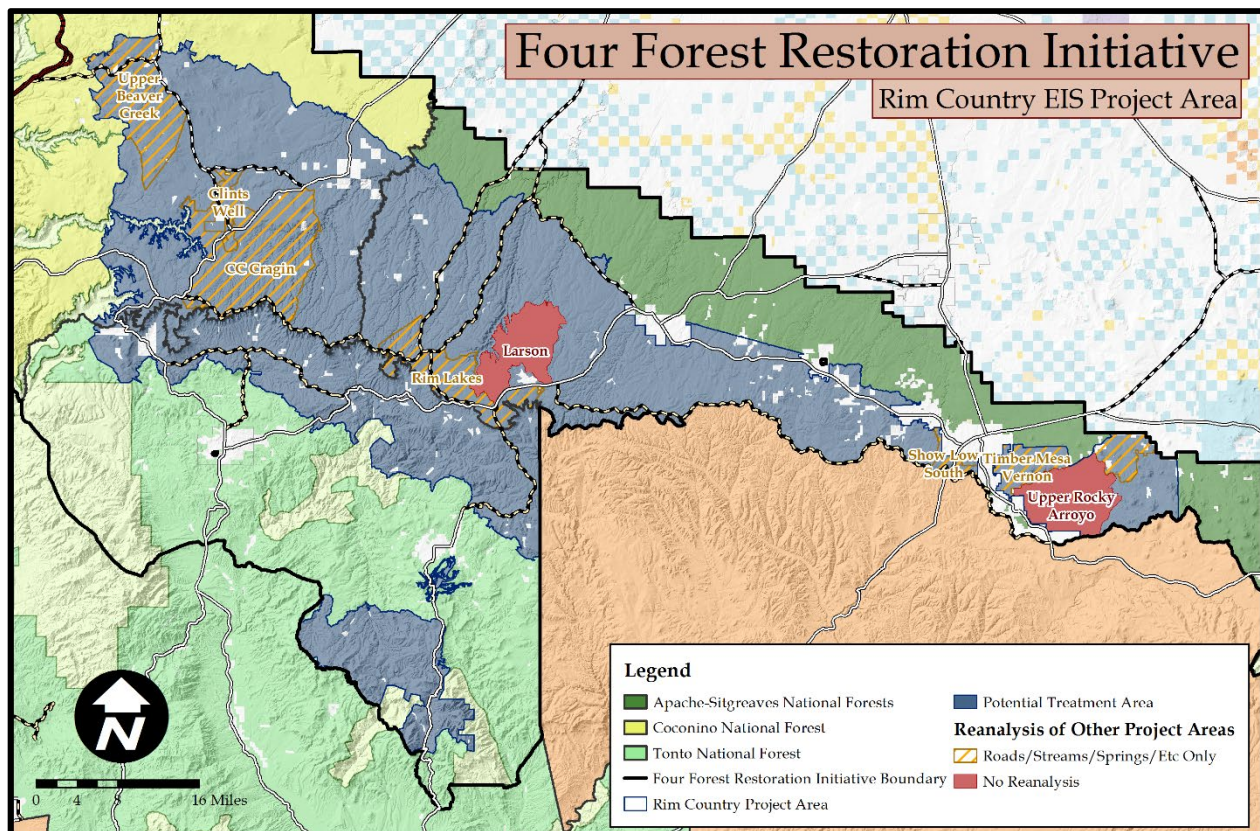 Four Forest Restoration Initiative
Rim Country EIS Project Area
Upper
Beaver
Creek
Clints
Well
CC Cragin
Rim Lakes
Larson
Show Low
South
Timber Mesa
Vernon
Upper Rocky
Arroyo
N
0 4 8 16 Miles
Legend
Apache-Sitgreaves National Forests
Coconino National Forest
Tonto National Forest
Four Forest Restoration Initiative Boundary
Rim Country Project Area
Potential Treatment Area
Reanalysis of Other Project Areas
Roads/Streams/Springs/Etc Only
No Reanalysis